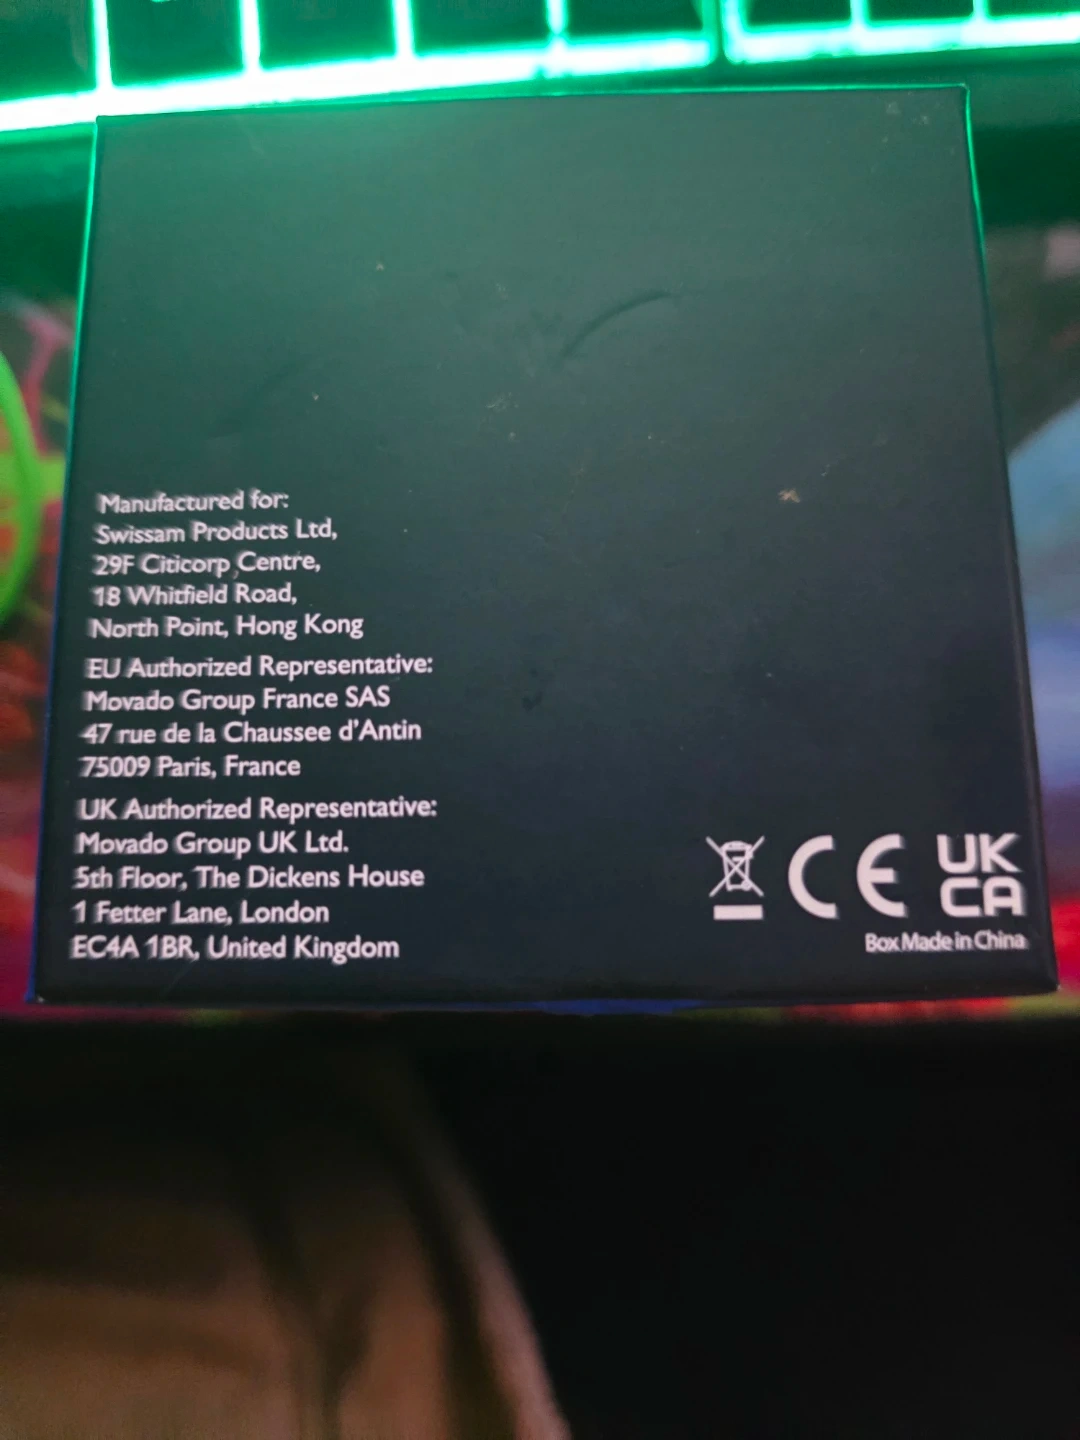 Manufactured for:
Swissam Products Ltd,
29F Citicorp Centre,
18 Whitfield Road,
North Point, Hong Kong
EU Authorized Representative:
Movado Group France SAS
47 rue de la Chaussee d'Antin
75009 Paris, France
UK Authorized Representative:
Movado Group UK Ltd.
5th Floor, The Dickens House
1 Fetter Lane, London
EC4A 1BR, United Kingdom
CE
UK
CA
Box Made in China